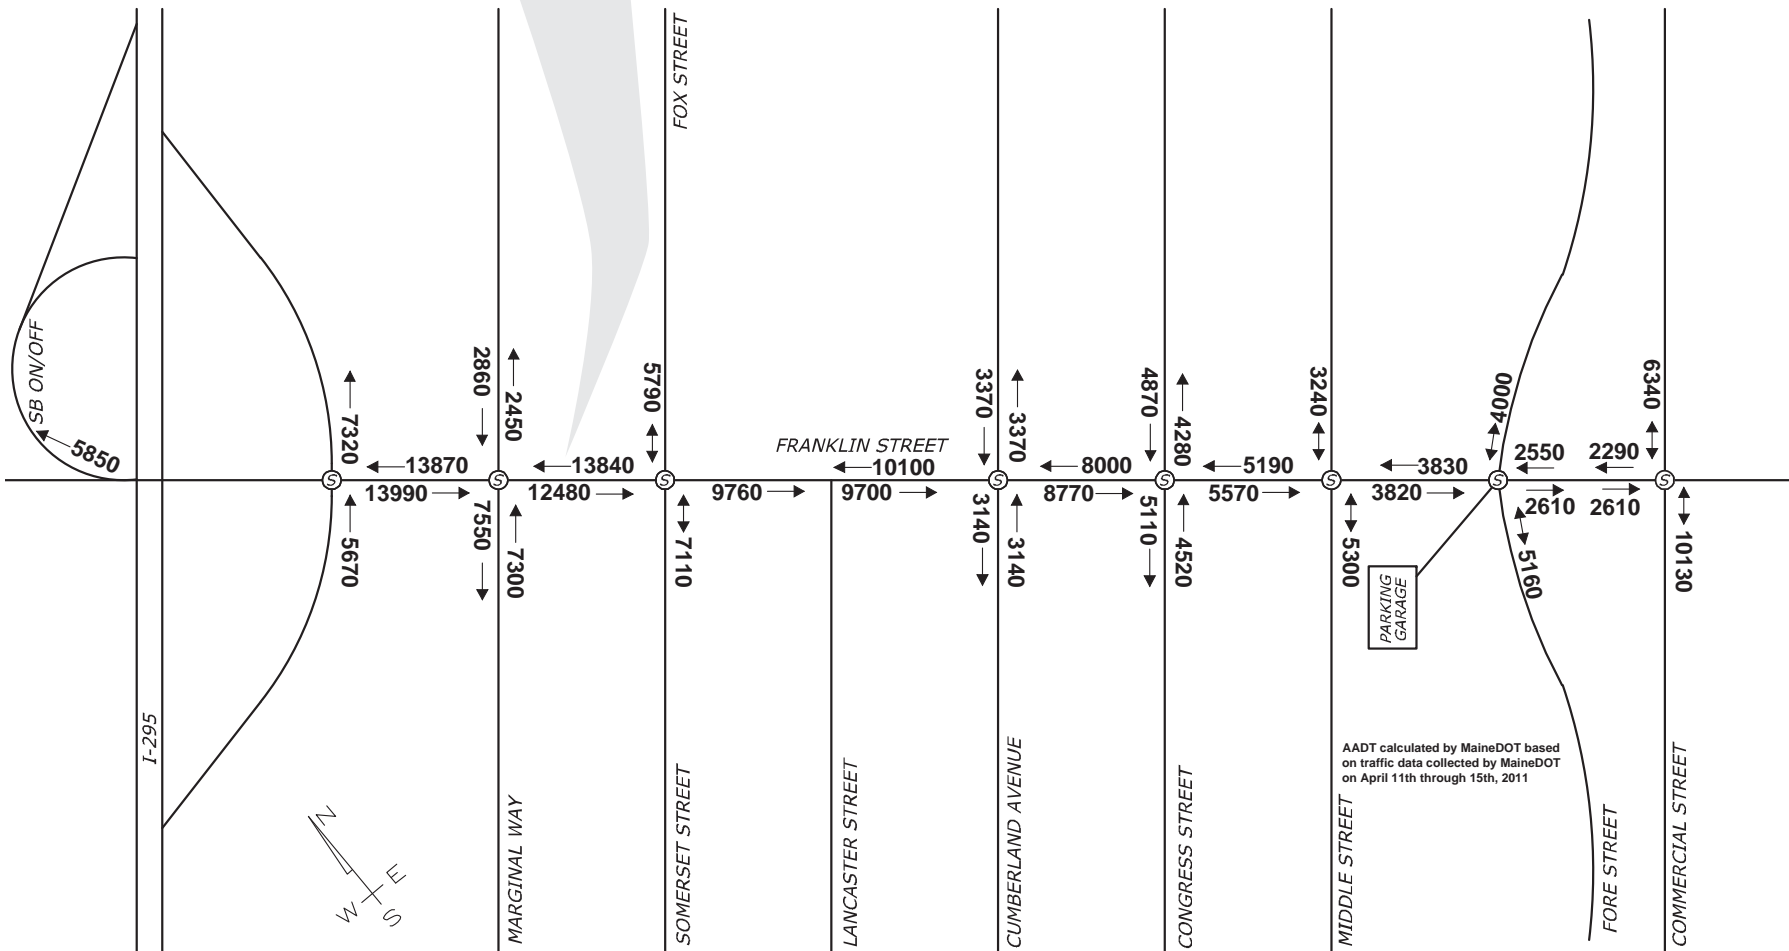 FOX STREET
SB ON/OFF
5850
I-295
7320
5670
13870
13990
2860
2450
7550
7300
13840
12480
5790
7110
FRANKLIN STREET
9760
10100
9700
3370
3370
3140
3140
8000
8770
4870
4280
5110
4520
5190
5570
3240
5300
3830
3820
4000
5160
2550
2610
2290
2610
6340
10130
S
S
S
S
S
S
S
S
PARKING
GARAGE
AADT calculated by MaineDOT based
on traffic data collected by MaineDOT
on April 11th through 15th, 2011
MARGINAL WAY
SOMERSET STREET
LANCASTER STREET
CUMBERLAND AVENUE
CONGRESS STREET
MIDDLE STREET
FORE STREET
COMMERCIAL STREET
N
E
W
S